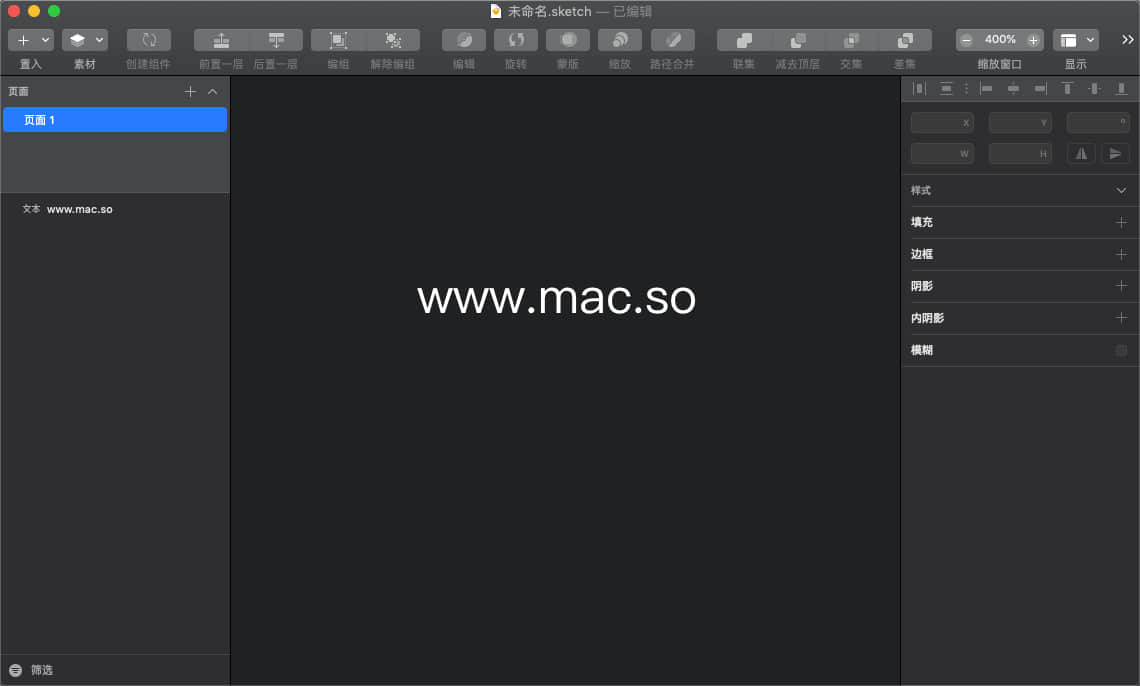 未命名.sketch — 已编辑
400%
置入 素材 创建组件 前置一层 后置一层 编组 解除编组 编辑 旋转 蒙版 缩放 路径合并 联集 减去顶层 交集 差集 缩放窗口 显示
页面
页面 1
文本 www.mac.so
www.mac.so
X Y °
W H
样式
填充
边框
阴影
内阴影
模糊
筛选